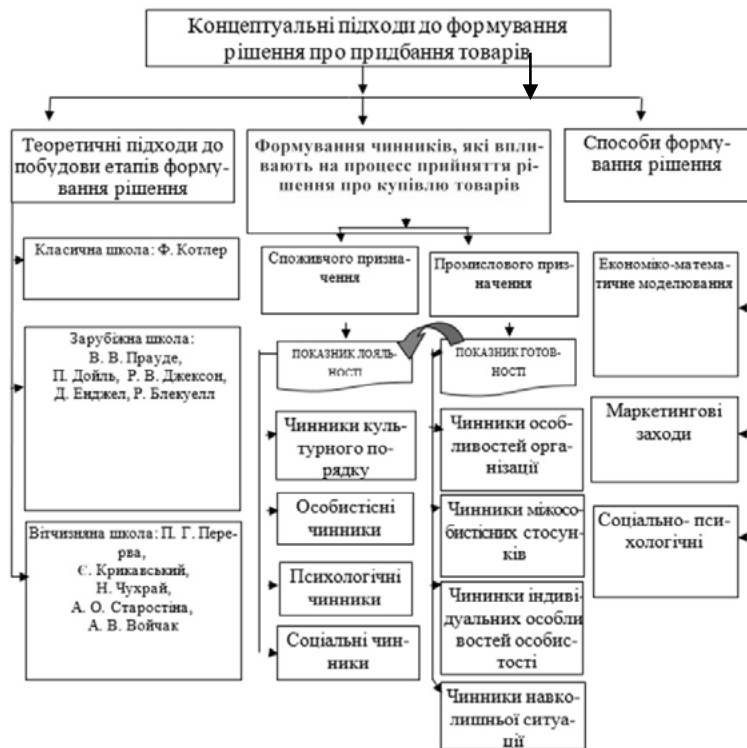 Концептуальні підходи до формування
рішення про придбання товарів
Теоретичні підходи до
побудови етапів форму-
вання рішення
Формування чинників, які впли-
вають на процесс прийняття рі-
шення про купівлю товарів
Способи форму-
вання рішення
Класична школа: Ф. Котлер
Зарубіжна школа:
В. В. Прауде,
П. Дойль, Р. В. Джексон,
Д. Енджел, Р. Блекуелл
Вітчизняна школа: П. Г. Пере-
рва,
Є. Крикавський,
Н. Чухрай,
А. О. Старостіна,
А. В. Войчак
Споживчого призна-
чення
ПОКАЗНИК ЛОЯЛЬ-
НОСТІ
Чинники куль-
турного по-
рядку
Особистісні
чинники
Психологічні
чинники
Соціальні чин-
ники
Промислового приз-
начення
ПОКАЗНИК ГОТОВ-
НОСТІ
Чинники особ-
ливостей орга-
нізації
Чинники міжосо-
бистісних стосун-
ків
Чининки індиві-
дуальних особли
востей особис-
тості
Чинники навко-
лишньої ситуа-
ції
Економіко-матема-
тичне моделювання
Маркетингові
заходи
Соціально- пси-
хологічні